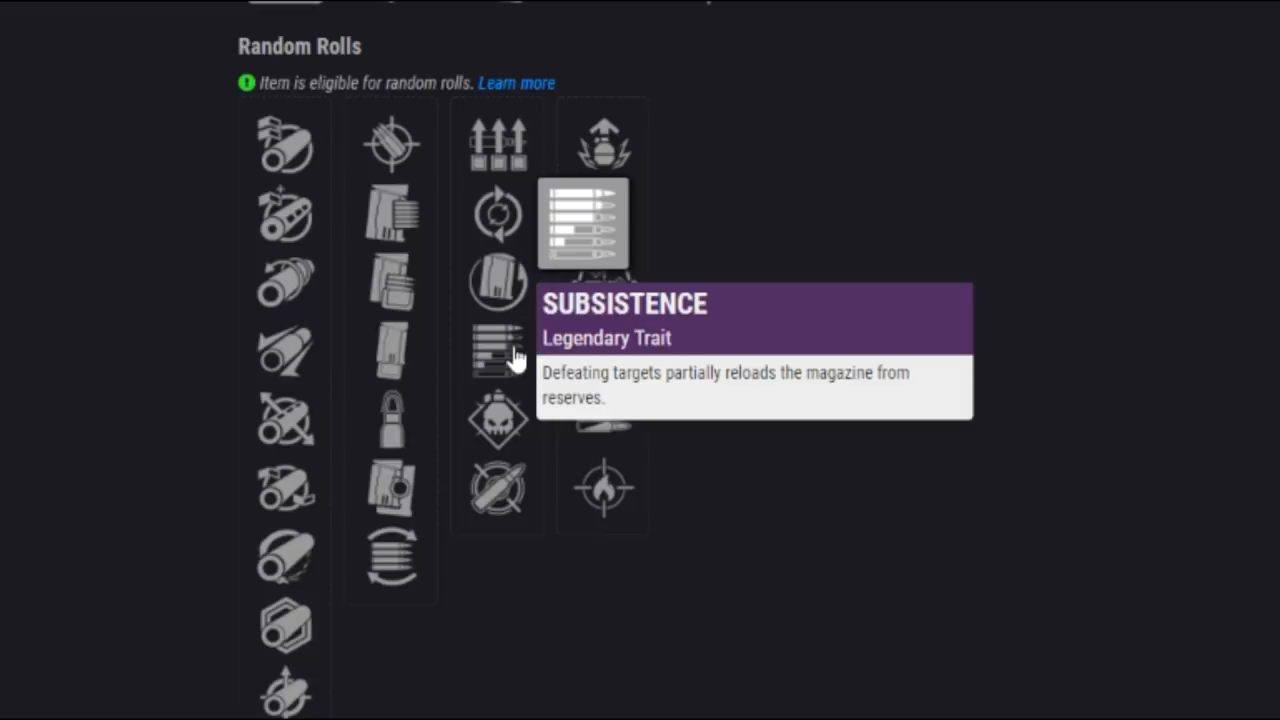 Random Rolls
Item is eligible for random rolls. Learn more
SUBSISTENCE
Legendary Trait
Defeating targets partially reloads the magazine from
reserves.